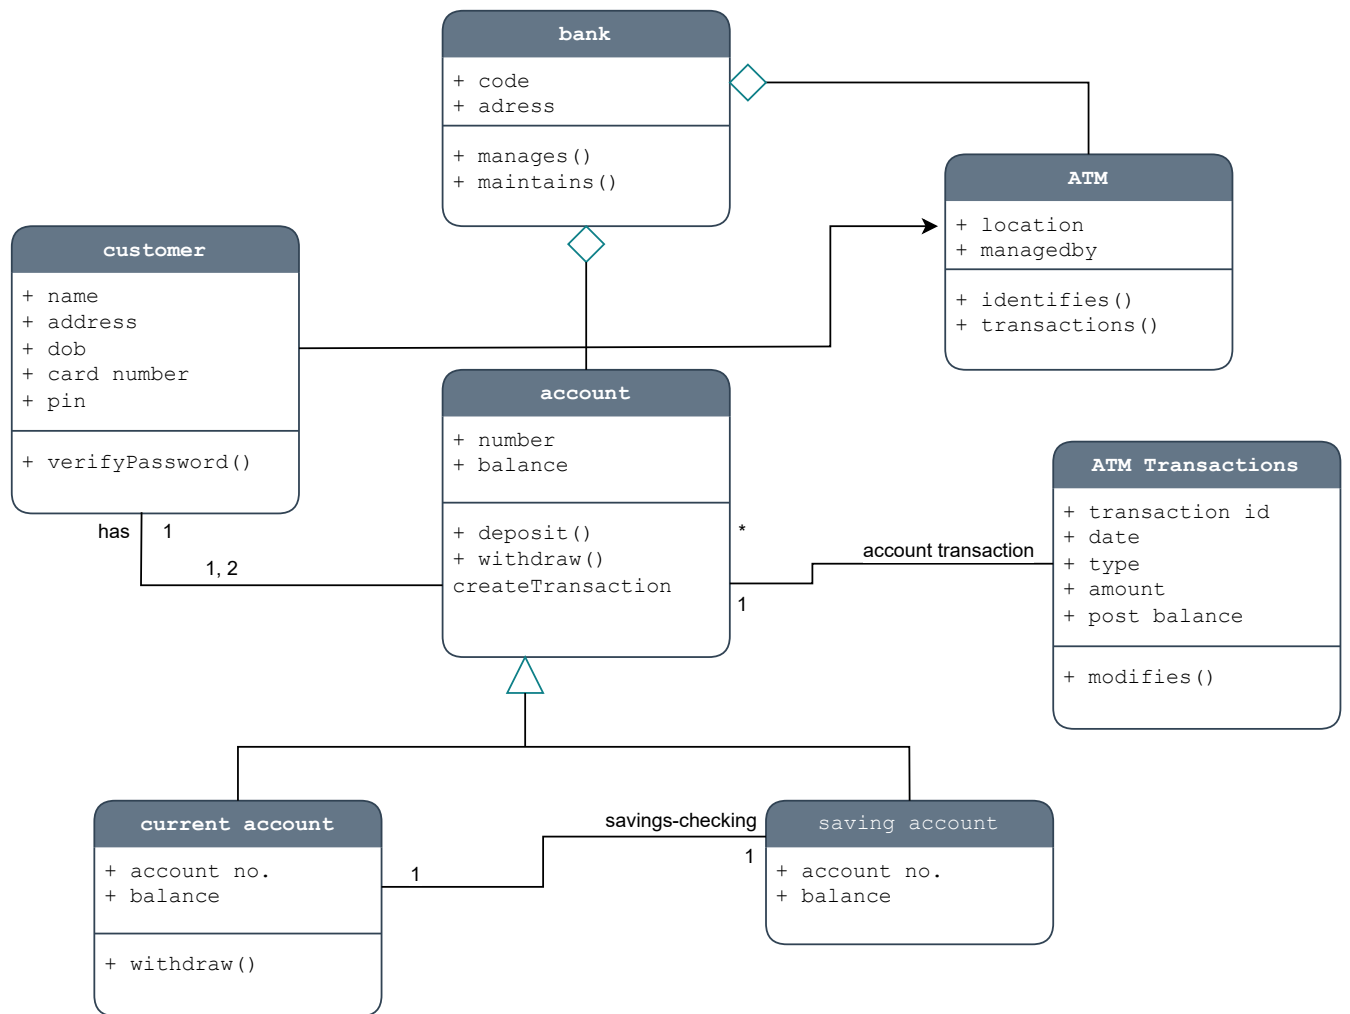 bank
+ code
+ adress
+ manages()
+ maintains()
ATM
+ location
+ managedby
+ identifies()
+ transactions()
customer
+ name
+ address
+ dob
+ card number
+ pin
+ verifyPassword()
account
+ number
+ balance
+ deposit()
+ withdraw()
createTransaction
ATM Transactions
+ transaction id
+ date
+ type
+ amount
+ post balance
+ modifies()
has
1
1, 2
*
account transaction
1
current account
+ account no.
+ balance
+ withdraw()
savings-checking
1
1
saving account
+ account no.
+ balance